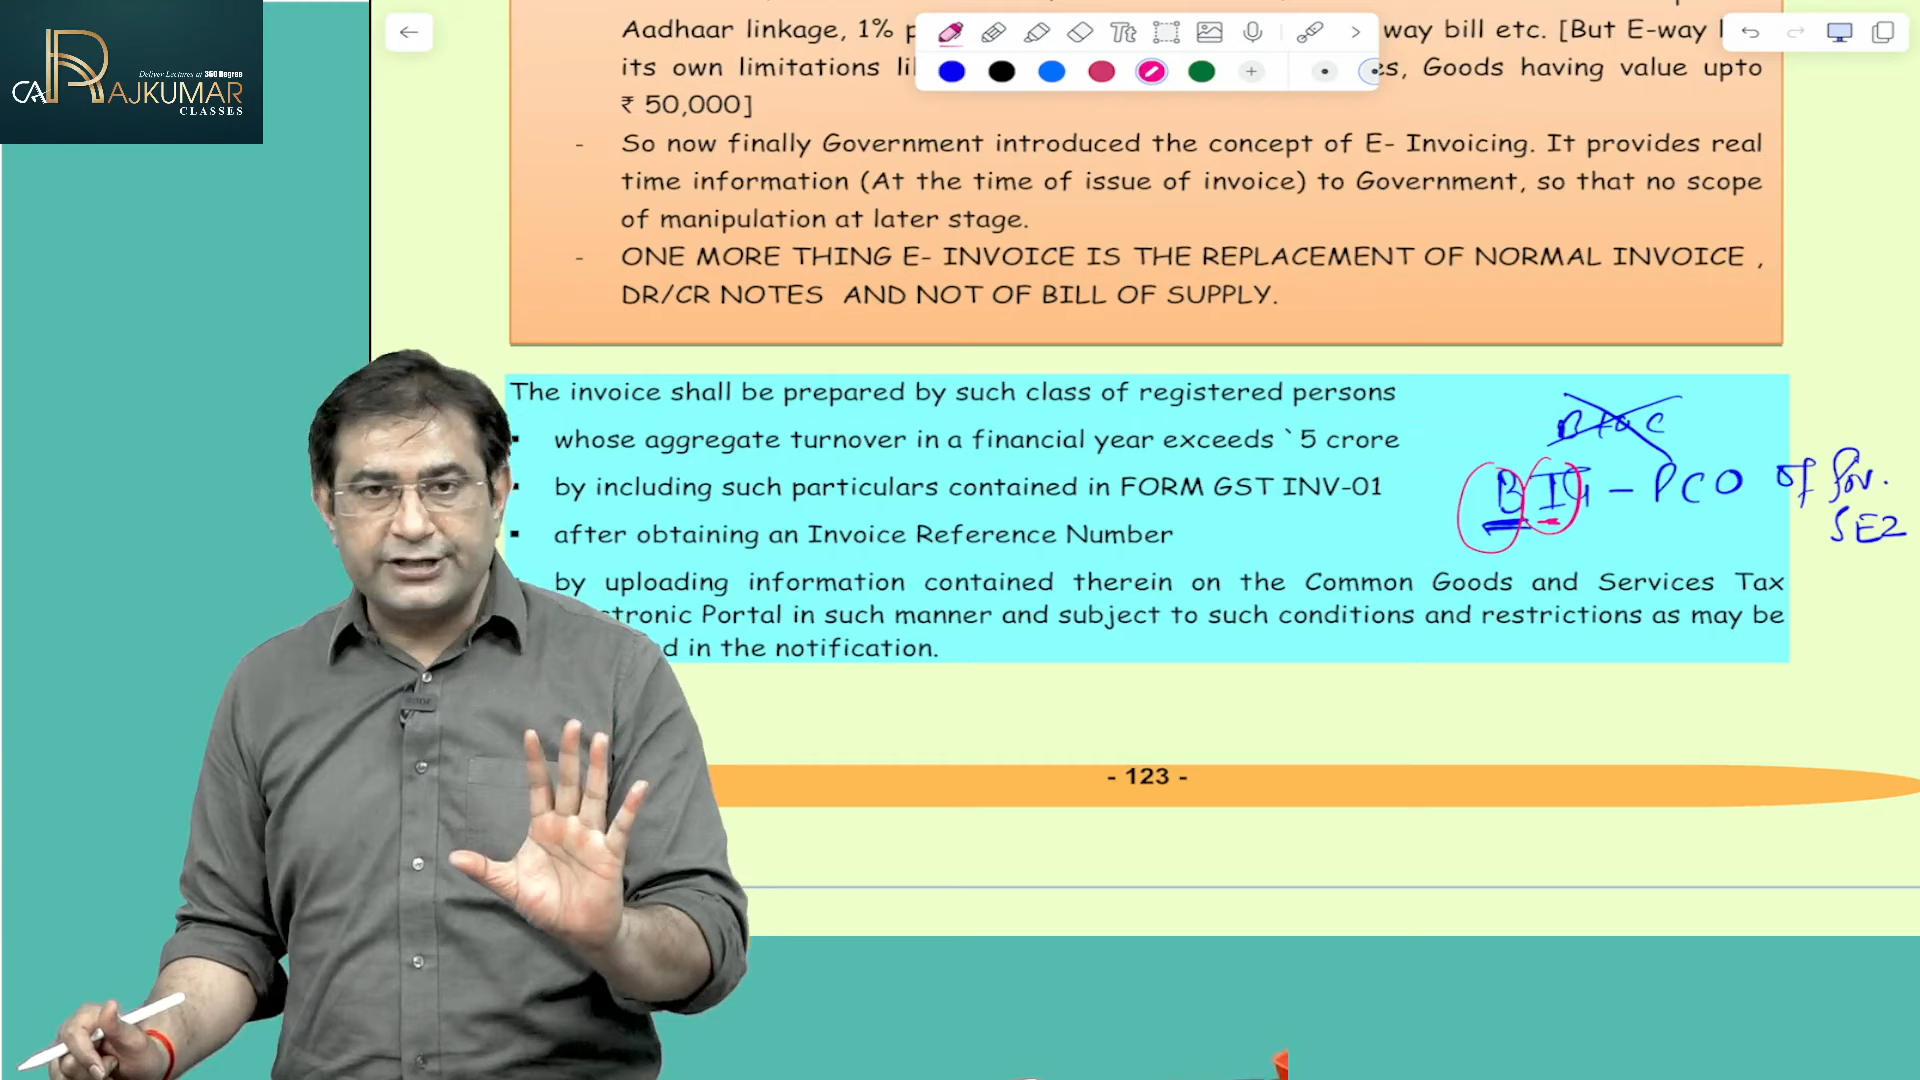 Deliver Lectures at 360 Degree
CA RAJKUMAR
CLASSES
Aadhaar linkage, 1% p way bill etc. [But E-way
its own limitations li es, Goods having value upto
₹ 50,000]
- So now finally Government introduced the concept of E- Invoicing. It provides real
time information (At the time of issue of invoice) to Government, so that no scope
of manipulation at later stage.
- ONE MORE THING E- INVOICE IS THE REPLACEMENT OF NORMAL INVOICE ,
DR/CR NOTES AND NOT OF BILL OF SUPPLY.
The invoice shall be prepared by such class of registered persons
▪ whose aggregate turnover in a financial year exceeds `5 crore
▪ by including such particulars contained in FORM GST INV-01
▪ after obtaining an Invoice Reference Number
by uploading information contained therein on the Common Goods and Services Tax
tronic Portal in such manner and subject to such conditions and restrictions as may be
d in the notification.
B2C
BIG - PCO of
SEZ
- 123 -